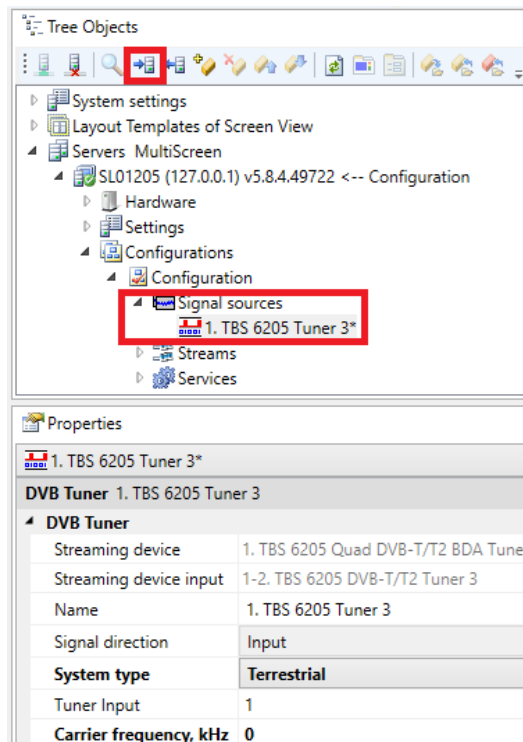 Tree Objects
System settings
Layout Templates of Screen View
Servers MultiScreen
SL01205 (127.0.0.1) v5.8.4.49722 <-- Configuration
Hardware
Settings
Configurations
Configuration
Signal sources
1. TBS 6205 Tuner 3*
Streams
Services
Properties
1. TBS 6205 Tuner 3*
DVB Tuner 1. TBS 6205 Tuner 3
DVB Tuner
Streaming device 1. TBS 6205 Quad DVB-T/T2 BDA Tune
Streaming device input 1-2. TBS 6205 DVB-T/T2 Tuner 3
Name 1. TBS 6205 Tuner 3
Signal direction Input
System type Terrestrial
Tuner Input 1
Carrier frequency, kHz 0